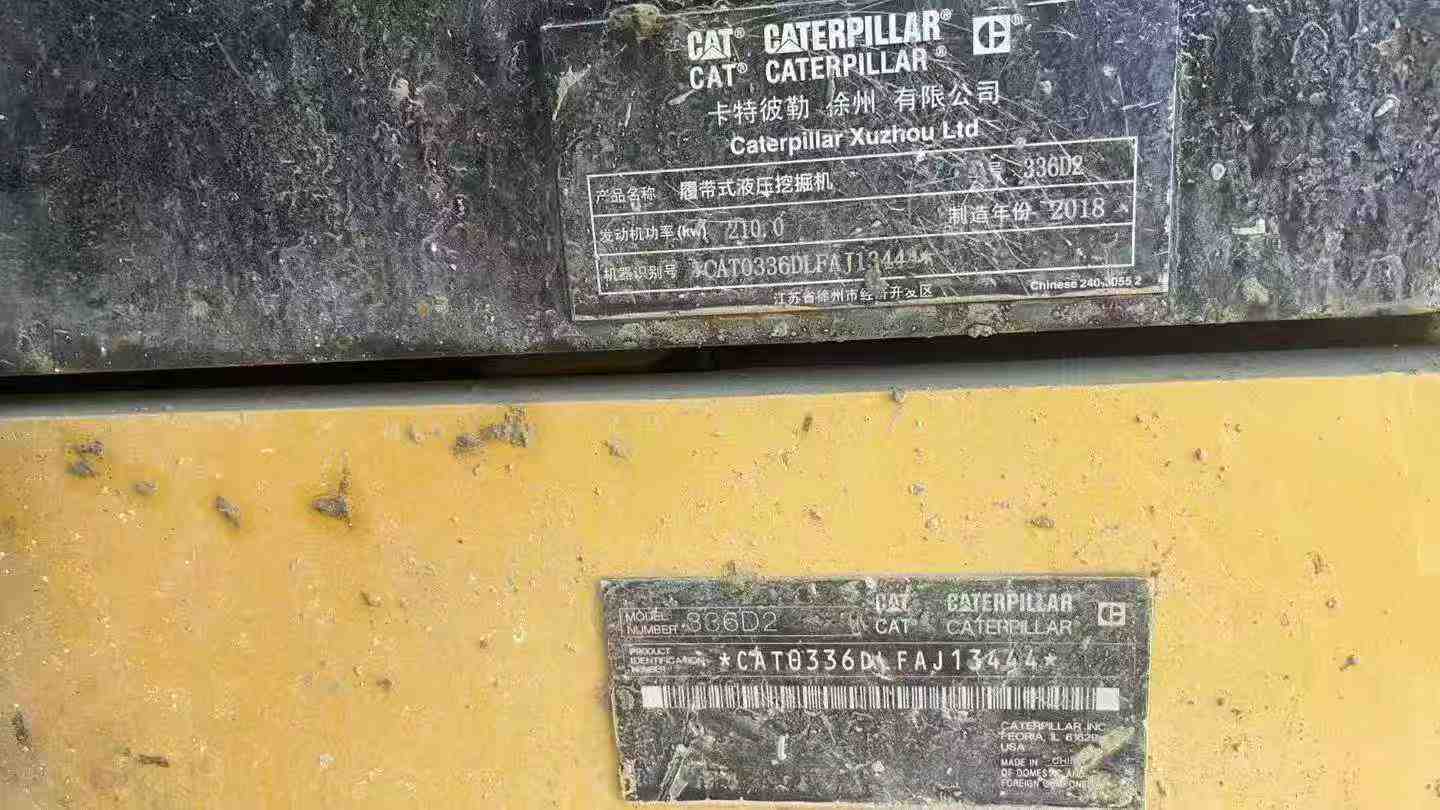 CAT® CATERPILLAR® ®
CAT® CATERPILLAR®
卡特彼勒 徐州 有限公司
Caterpillar Xuzhou Ltd
产品名称 履带式液压挖掘机 号 336D2
发动机功率(kw) 210.0 制造年份 2018
机器识别号 *CAT0336DLFAJ13444*
江苏省徐州市经济开发区 Chinese 240-3055 2
MODEL NUMBER 336D2
CAT CATERPILLAR
CAT® CATERPILLAR®
PRODUCT IDENTIFICATION NUMBER *CAT0336DLFAJ13444*
CATERPILLAR INC
PEORIA, IL 61629
USA
MADE IN CHINA
OF DOMESTIC AND
FOREIGN COMPONENTS